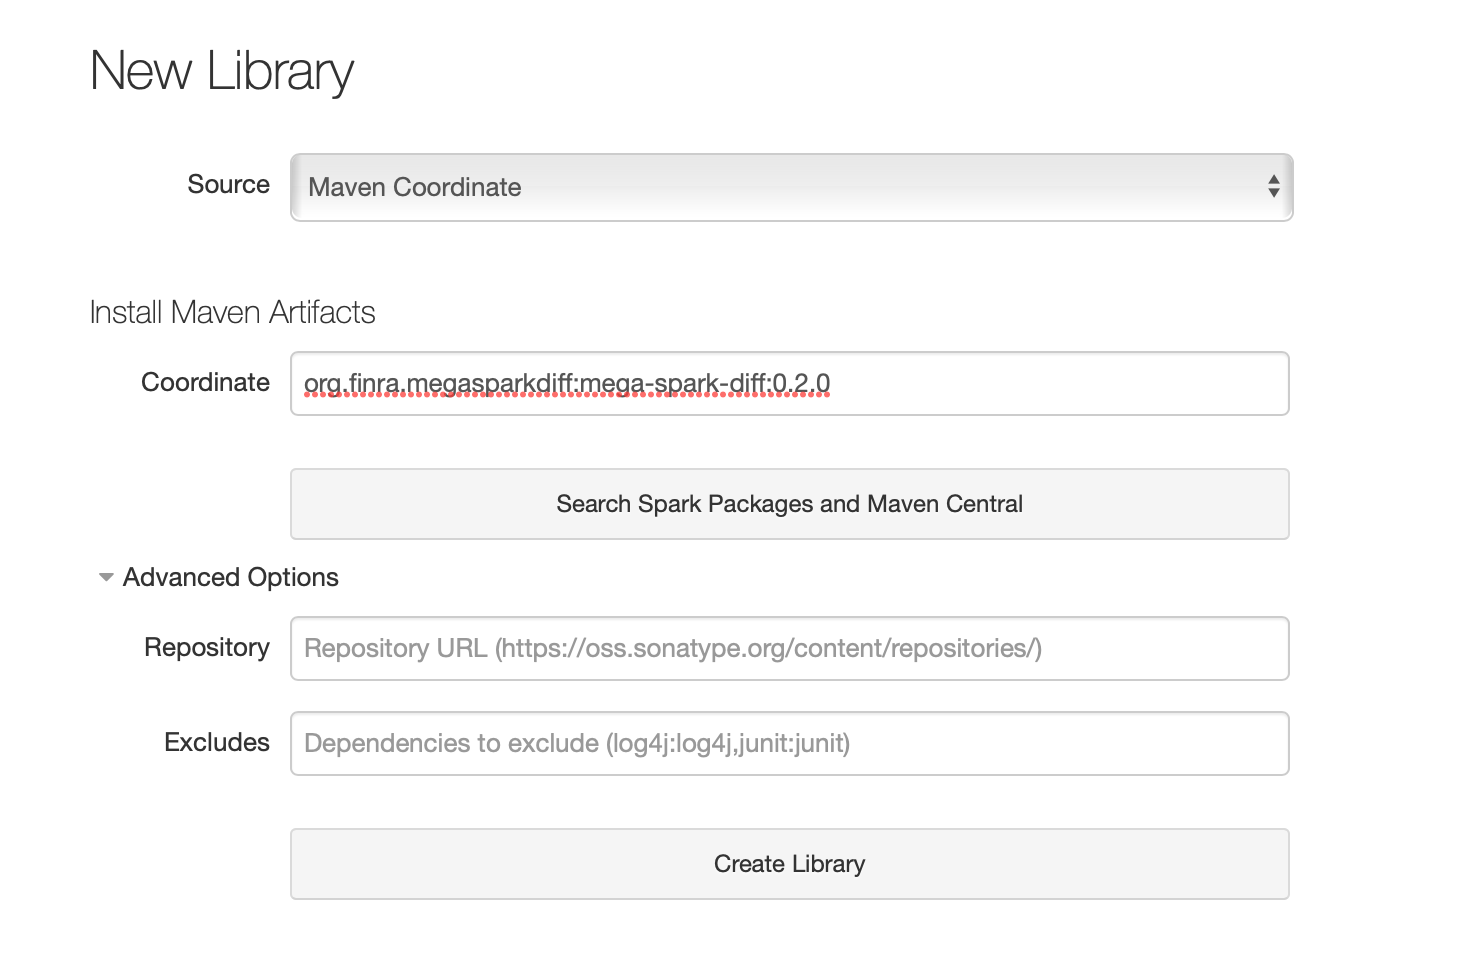 New Library
Source
Maven Coordinate
Install Maven Artifacts
Coordinate
org.finra.megasparkdiff:mega-spark-diff:0.2.0
Search Spark Packages and Maven Central
Advanced Options
Repository
Repository URL (https://oss.sonatype.org/content/repositories/)
Excludes
Dependencies to exclude (log4j:log4j,junit:junit)
Create Library